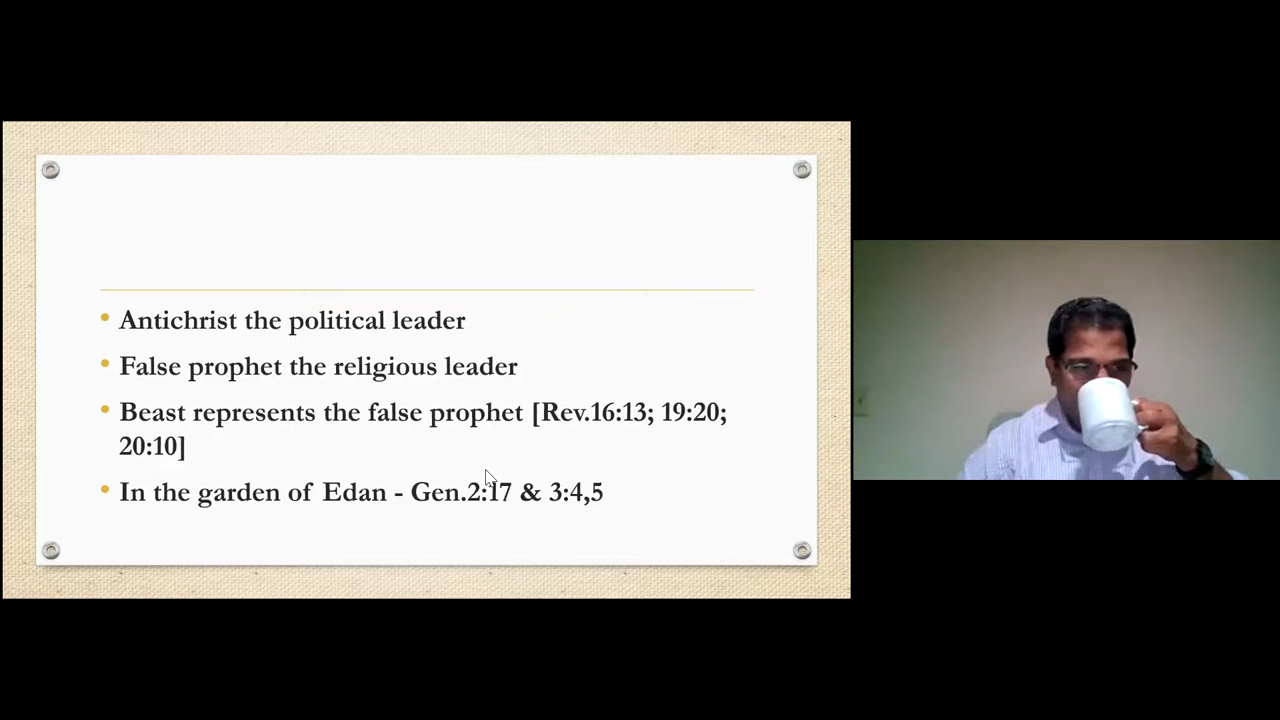 • Antichrist the political leader
• False prophet the religious leader
• Beast represents the false prophet [Rev.16:13; 19:20;
20:10]
• In the garden of Edan - Gen.2:17 & 3:4,5